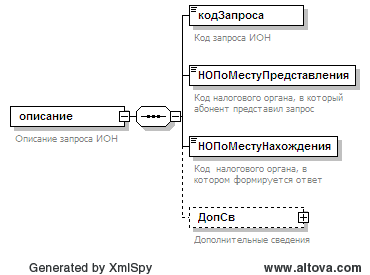 кодЗапроса
Код запроса ИОН
НОПоМестуПредставления
Код налогового органа, в который
абонент представил запрос
описание
Описание запроса ИОН
НОПоМестуНахождения
Код налогового органа, в
котором формируется ответ
ДопСв
Дополнительные сведения
Generated by XmlSpy
www.altova.com